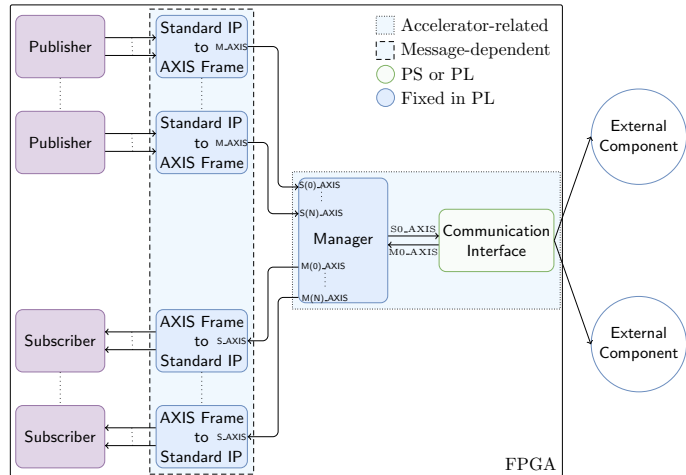 Publisher
Standard IP
to M_AXIS
AXIS Frame
Accelerator-related
Message-dependent
PS or PL
Fixed in PL
Publisher
Standard IP
to M_AXIS
AXIS Frame
External
Component
S(0)_AXIS
S(N)_AXIS
Manager
M(0)_AXIS
M(N)_AXIS
S0_AXIS
M0_AXIS
Communication
Interface
Subscriber
AXIS Frame
to S_AXIS
Standard IP
External
Component
Subscriber
AXIS Frame
to S_AXIS
Standard IP
FPGA